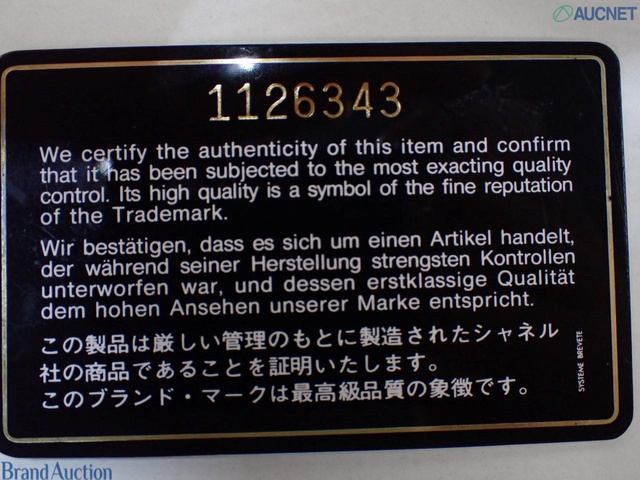 AUCNET
1126343
We certify the authenticity of this item and confirm
that it has been subjected to the most exacting quality
control. Its high quality is a symbol of the fine reputation
of the Trademark.
Wir bestätigen, dass es sich um einen Artikel handelt,
der während seiner Herstellung strengsten Kontrollen
unterworfen war, und dessen erstklassige Qualität
dem hohen Ansehen unserer Marke entspricht.
この製品は厳しい管理のもとに製造されたシャネル
社の商品であることを証明いたします。
このブランド・マークは最高級品質の象徴です。
SYSTEME BREVETE
Brand Auction